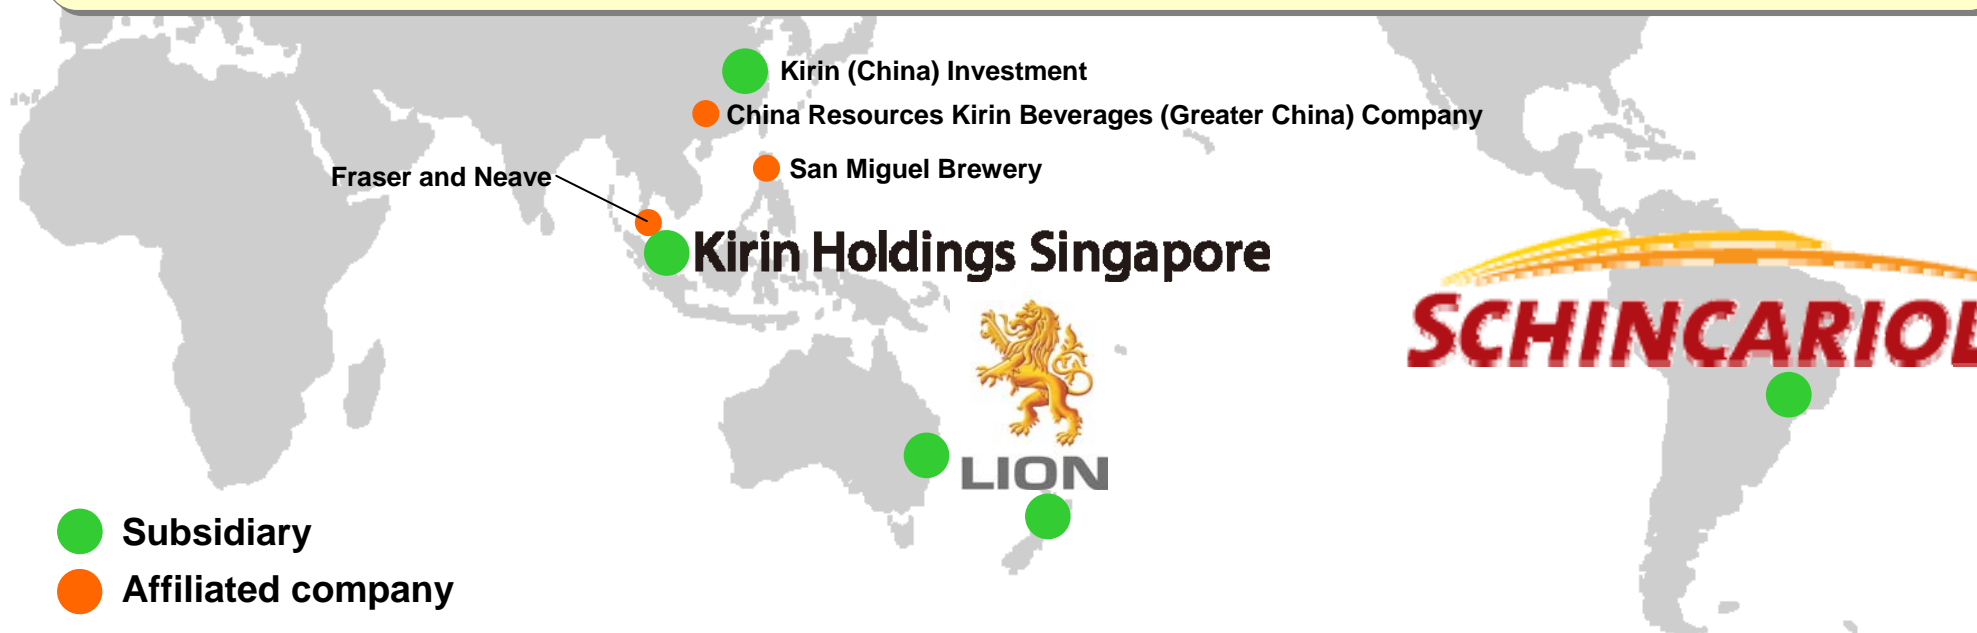 Kirin (China) Investment
China Resources Kirin Beverages (Greater China) Company
San Miguel Brewery
Fraser and Neave
Kirin Holdings Singapore
SCHINCARIOL
LION
Subsidiary
Affiliated company